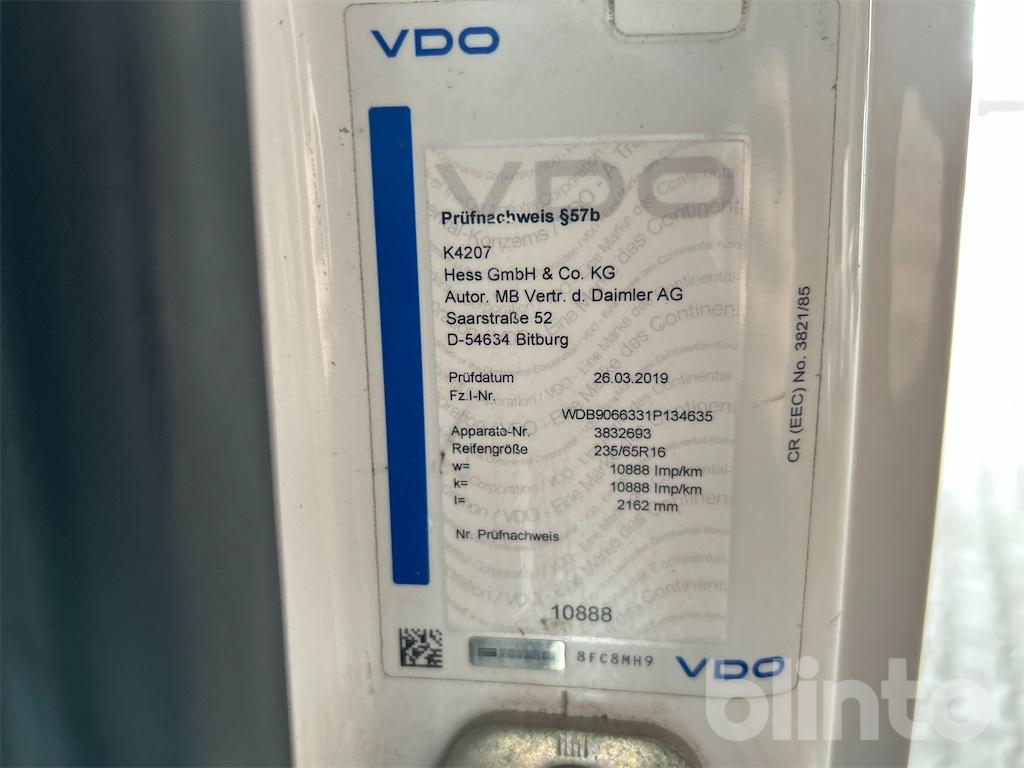 VDO
VDO
Prüfnachweis §57b
K4207
Hess GmbH & Co. KG
Autor. MB Vertr. d. Daimler AG
Saarstraße 52
D-54634 Bitburg
Prüfdatum 26.03.2019
Fz.I-Nr.
WDB9066331P134635
Apparate-Nr. 3832693
Reifengröße 235/65R16
w= 10888 Imp/km
k= 10888 Imp/km
l= 2162 mm
Nr. Prüfnachweis
10888
8FC8MH9
VDO
CR (EEC) No. 3821/85
blinto